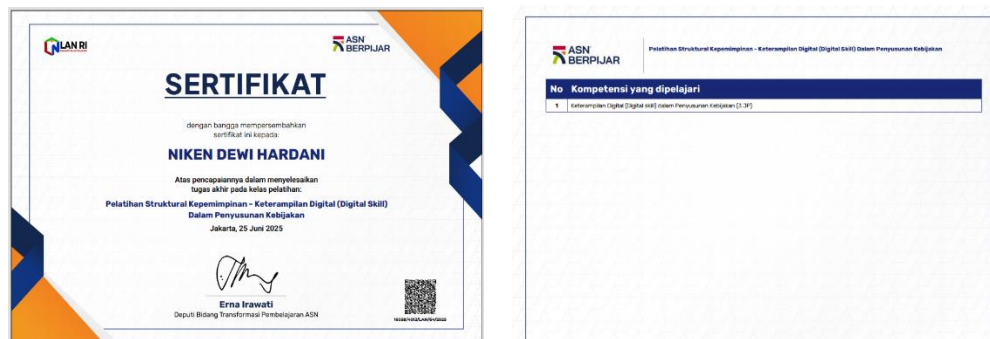 LAN RI
ASN
BERPIJAR
SERTIFIKAT
dengan bangga mempersembahkan
sertifikat ini kepada:
NIKEN DEWI HARDANI
Atas pencapaiannya dalam menyelesaikan
tugas akhir pada kelas pelatihan:
Pelatihan Struktural Kepemimpinan - Keterampilan Digital (Digital Skill)
Dalam Penyusunan Kebijakan
Jakarta, 25 Juni 2025
Erna Irawati
Deputi Bidang Transformasi Pembelajaran ASN
ASN
BERPIJAR
Pelatihan Struktural Kepemimpinan - Keterampilan Digital (Digital Skill) Dalam Penyusunan Kebijakan
No Kompetensi yang dipelajari
1 Keterampilan Digital (Digital skill) dalam Penyusunan Kebijakan (3 JP)